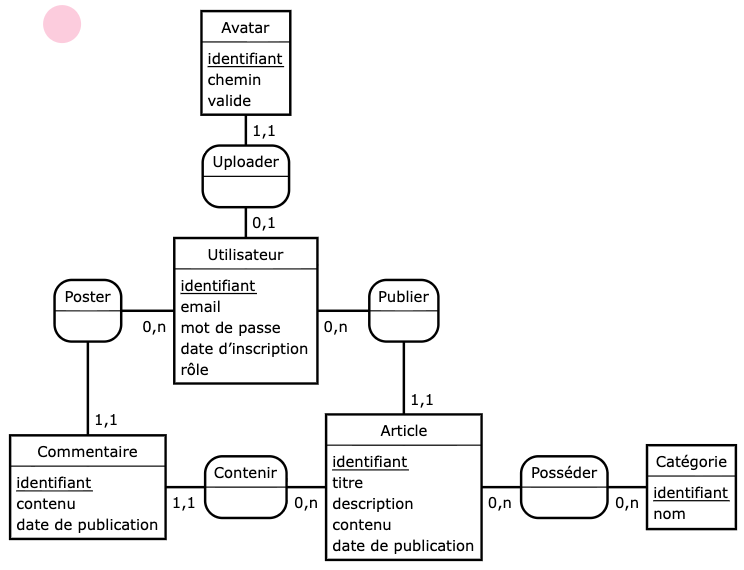 Avatar
identifiant
chemin
valide
1,1
Uploader
0,1
Utilisateur
identifiant
email
mot de passe
date d’inscription
rôle
Poster
0,n
Publier
0,n
1,1
1,1
Commentaire
identifiant
contenu
date de publication
1,1
Contenir
0,n
Article
identifiant
titre
description
contenu
date de publication
0,n
Posséder
0,n
Catégorie
identifiant
nom